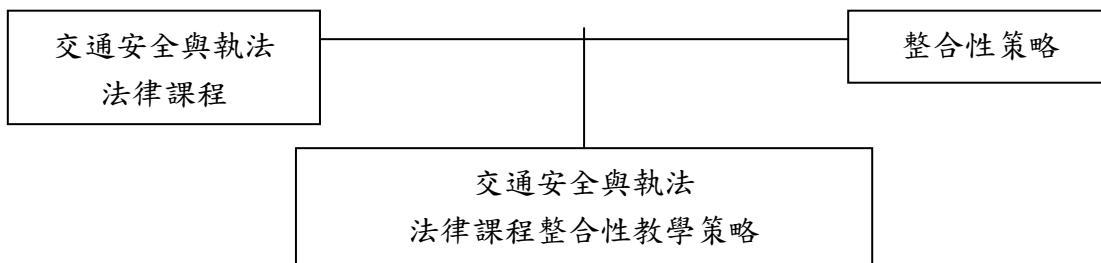 交通安全與執法
法律課程
整合性策略
交通安全與執法
法律課程整合性教學策略